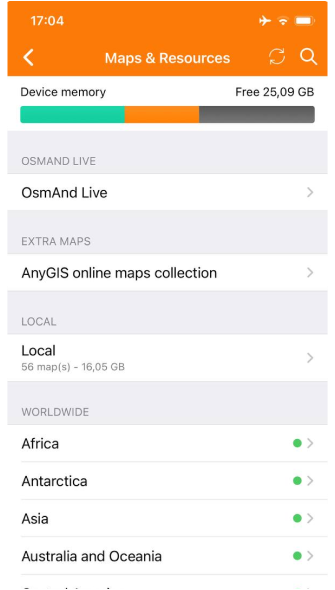 17:04
Maps & Resources
Device memory Free 25,09 GB
OSMAND LIVE
OsmAnd Live
EXTRA MAPS
AnyGIS online maps collection
LOCAL
Local
56 map(s) - 16,05 GB
WORLDWIDE
Africa
Antarctica
Asia
Australia and Oceania